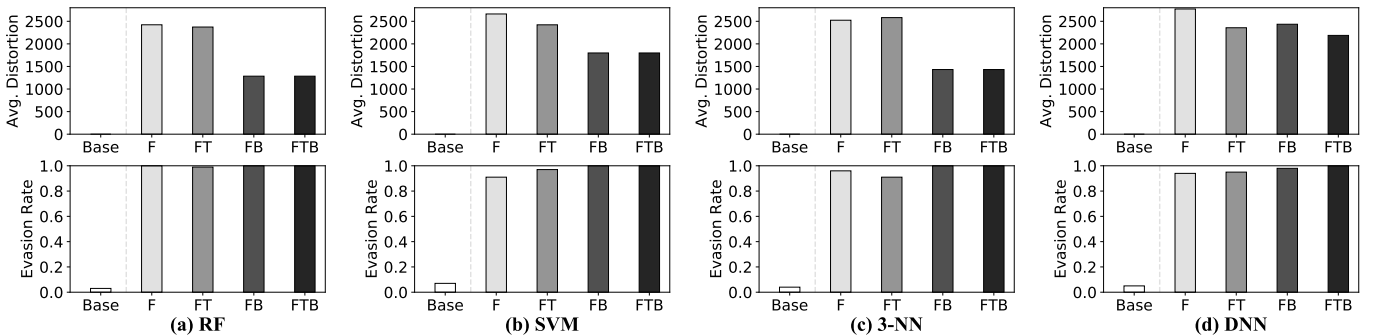 Avg. Distortion
2500
2000
1500
1000
500
0
Base F FT FB FTB
Evasion Rate
1.0
0.8
0.6
0.4
0.2
0.0
Base F FT FB FTB
(a) RF
Avg. Distortion
2500
2000
1500
1000
500
0
Base F FT FB FTB
Evasion Rate
1.0
0.8
0.6
0.4
0.2
0.0
Base F FT FB FTB
(b) SVM
Avg. Distortion
2500
2000
1500
1000
500
0
Base F FT FB FTB
Evasion Rate
1.0
0.8
0.6
0.4
0.2
0.0
Base F FT FB FTB
(c) 3-NN
Avg. Distortion
2500
2000
1500
1000
500
0
Base F FT FB FTB
Evasion Rate
1.0
0.8
0.6
0.4
0.2
0.0
Base F FT FB FTB
(d) DNN